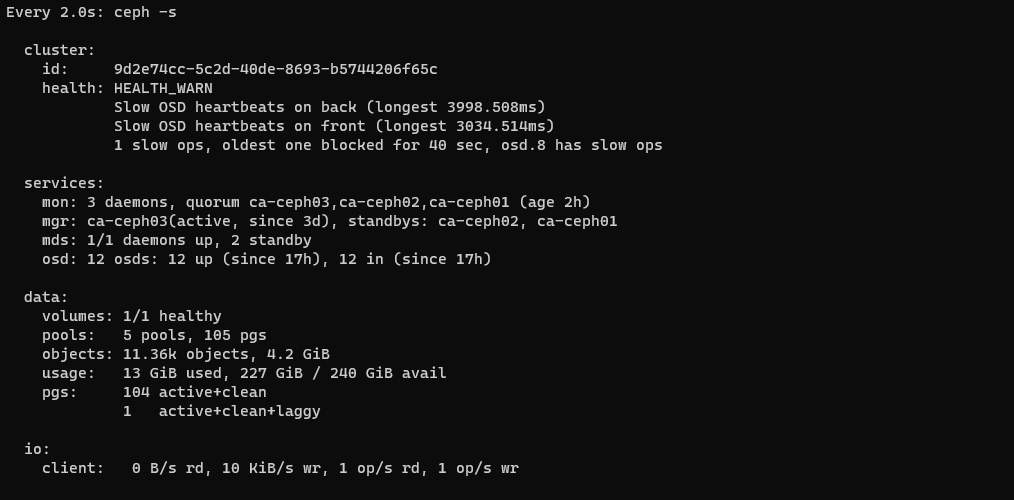 Every 2.0s: ceph -s
cluster:
id: 9d2e74cc-5c2d-40de-8693-b5744206f65c
health: HEALTH_WARN
Slow OSD heartbeats on back (longest 3998.508ms)
Slow OSD heartbeats on front (longest 3034.514ms)
1 slow ops, oldest one blocked for 40 sec, osd.8 has slow ops
services:
mon: 3 daemons, quorum ca-ceph03,ca-ceph02,ca-ceph01 (age 2h)
mgr: ca-ceph03(active, since 3d), standbys: ca-ceph02, ca-ceph01
mds: 1/1 daemons up, 2 standby
osd: 12 osds: 12 up (since 17h), 12 in (since 17h)
data:
volumes: 1/1 healthy
pools: 5 pools, 105 pgs
objects: 11.36k objects, 4.2 GiB
usage: 13 GiB used, 227 GiB / 240 GiB avail
pgs: 104 active+clean
1 active+clean+laggy
io:
client: 0 B/s rd, 10 KiB/s wr, 1 op/s rd, 1 op/s wr